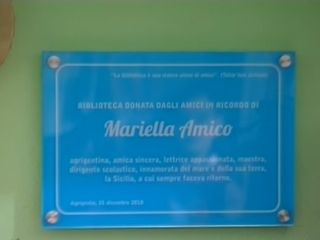 "La biblioteca è una stanza piena di amici"
BIBLIOTECA DONATA DAGLI AMICI IN RICORDO DI
Mariella Amico
agrigentina, amica sincera, lettrice appassionata, maestra,
dirigente scolastica, innamorata del mare e della sua terra,
la Sicilia, a cui sempre faceva ritorno.
Agrigento, 15 dicembre 2018